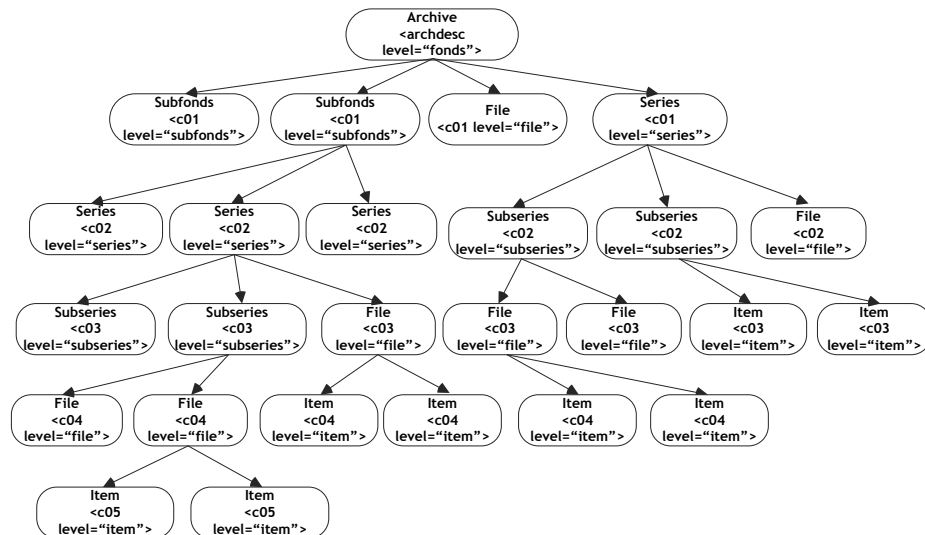 Archive
<archdesc
level=“fonds”>
Subfonds
<c01
level=“subfonds”>
Subfonds
<c01
level=“subfonds”>
File
<c01 level=“file”>
Series
<c01
level=“series”>
Series
<c02
level=“series”>
Series
<c02
level=“series”>
Series
<c02
level=“series”>
Subseries
<c02
level=“subseries”>
Subseries
<c02
level=“subseries”>
File
<c02
level=“file”>
Subseries
<c03
level=“subseries”>
Subseries
<c03
level=“subseries”>
File
<c03
level=“file”>
File
<c03
level=“file”>
File
<c03
level=“file”>
Item
<c03
level=“item”>
Item
<c03
level=“item”>
File
<c04
level=“file”>
File
<c04
level=“file”>
Item
<c04
level=“item”>
Item
<c04
level=“item”>
Item
<c04
level=“item”>
Item
<c04
level=“item”>
Item
<c05
level=“item”>
Item
<c05
level=“item”>